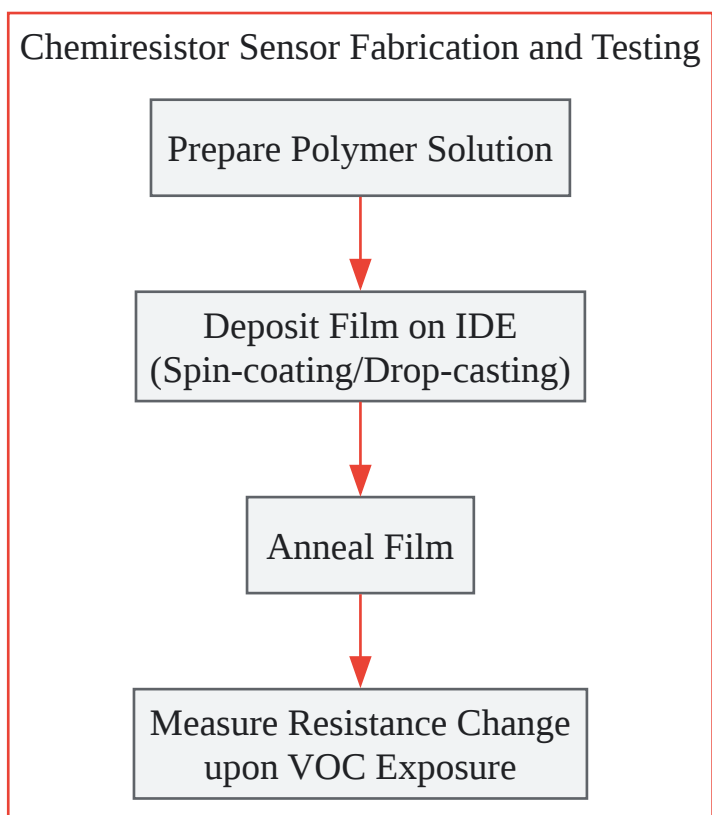 Chemiresistor Sensor Fabrication and Testing
Prepare Polymer Solution
Deposit Film on IDE
(Spin-coating/Drop-casting)
Anneal Film
Measure Resistance Change
upon VOC Exposure